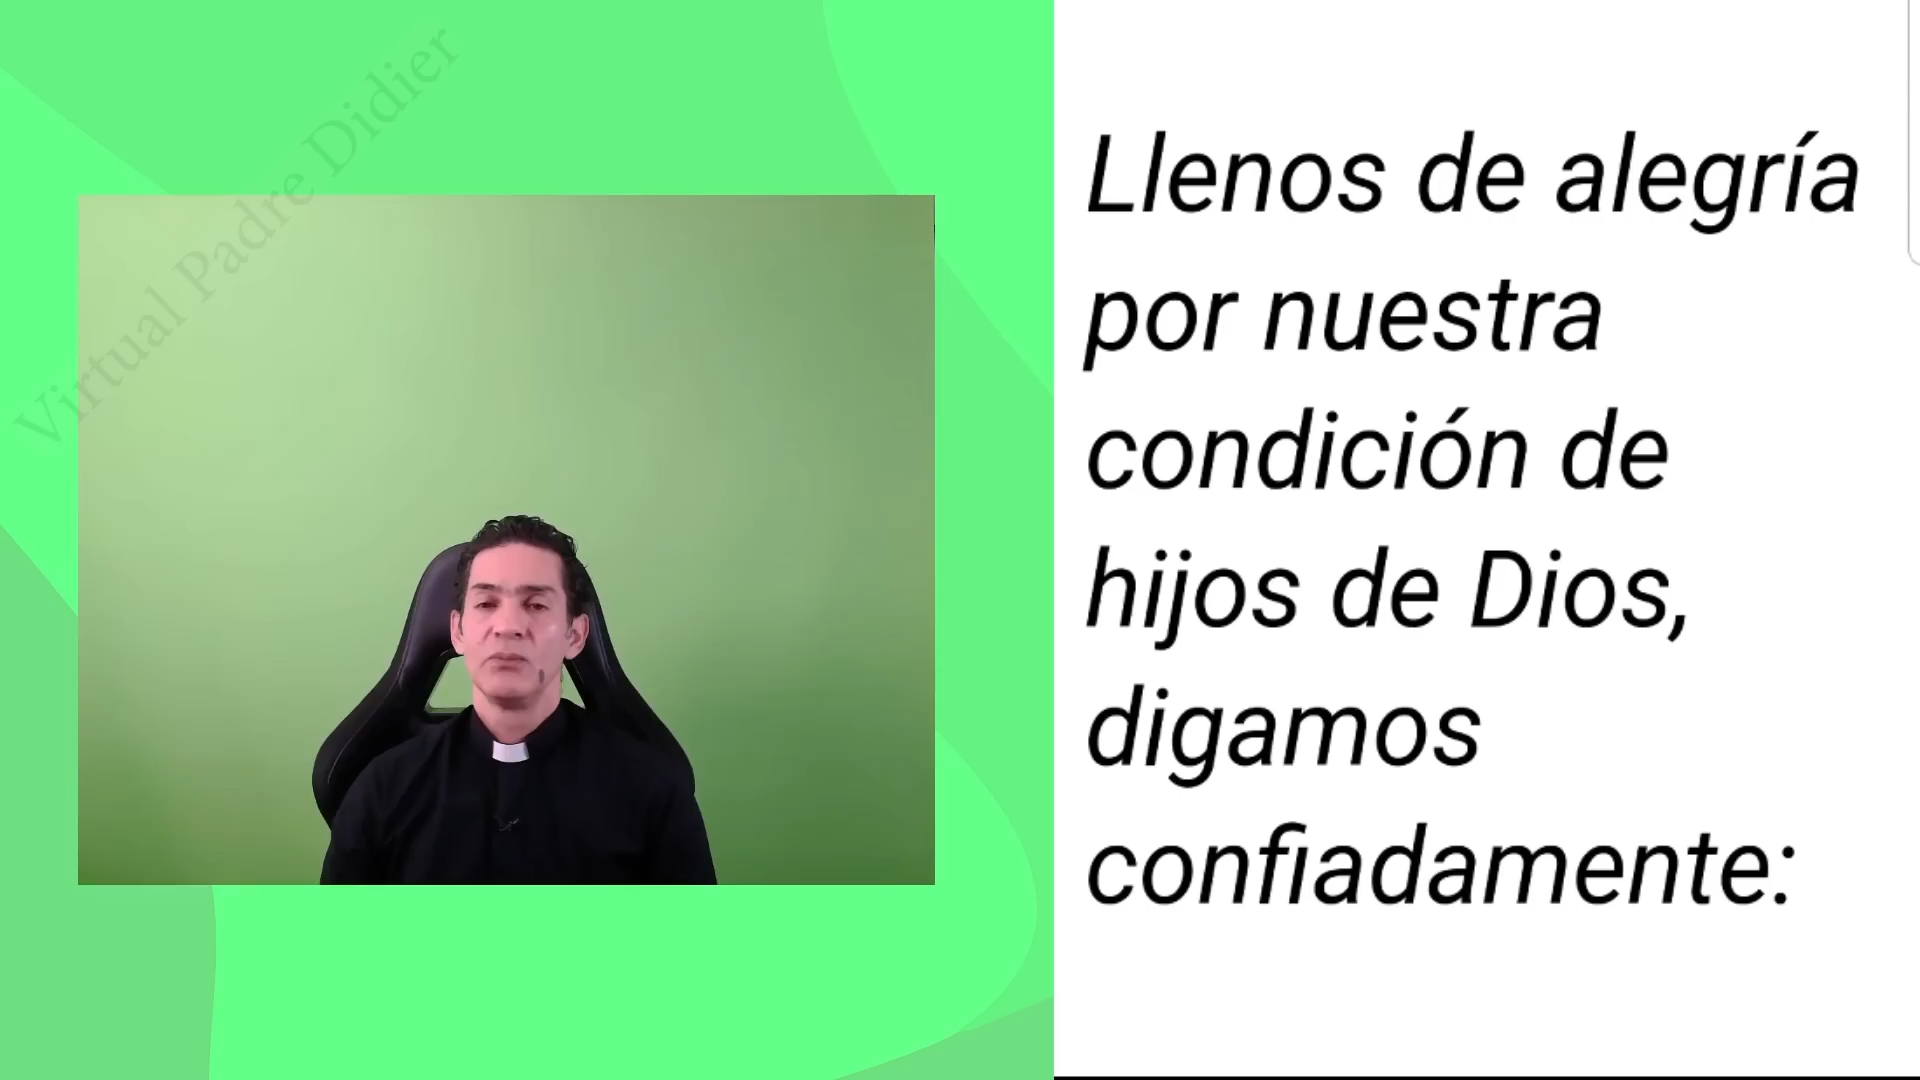 Virtual Padre Didier
Llenos de alegría
por nuestra
condición de
hijos de Dios,
digamos
confiadamente: